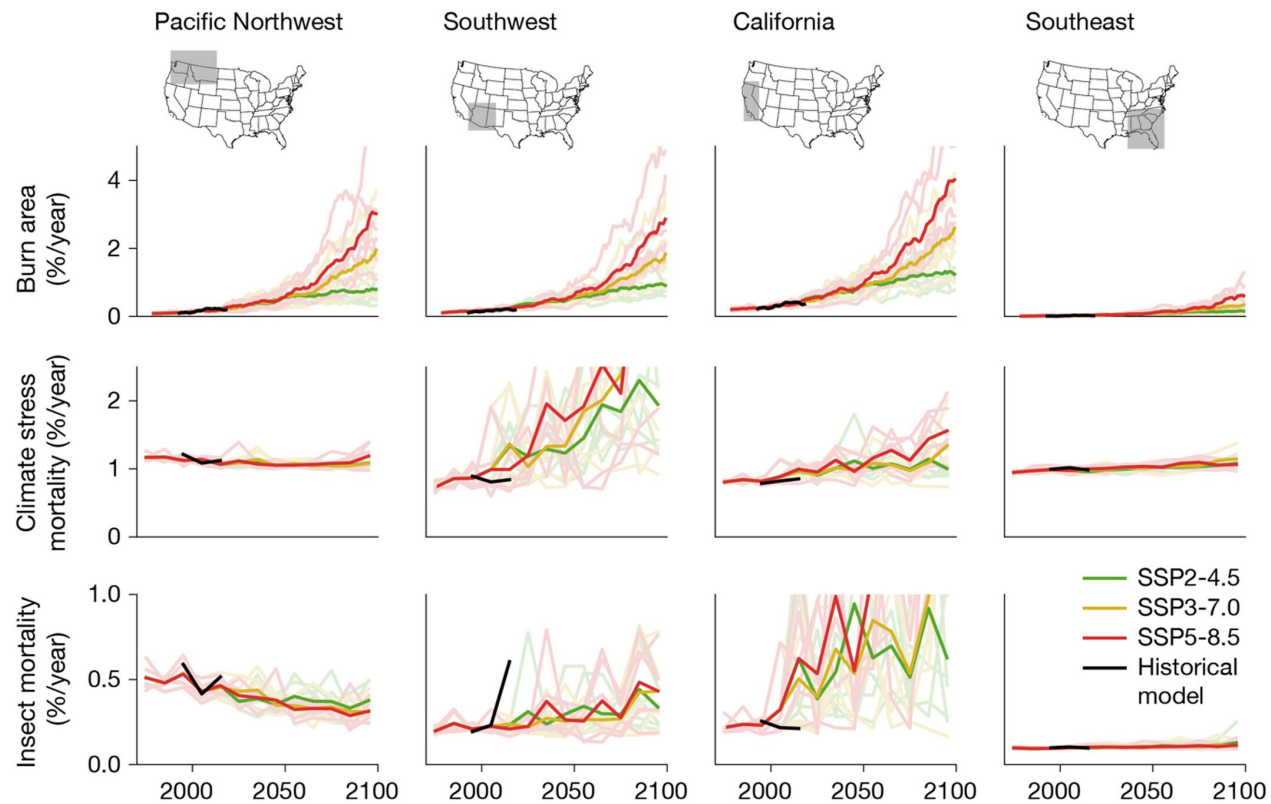 Pacific Northwest
Southwest
California
Southeast
Burn area
(%/year)
4
2
0
Climate stress
mortality (%/year)
2
1
0
Insect mortality
(%/year)
1.0
0.5
0.0
SSP2-4.5
SSP3-7.0
SSP5-8.5
Historical
model
2000 2050 2100
2000 2050 2100
2000 2050 2100
2000 2050 2100